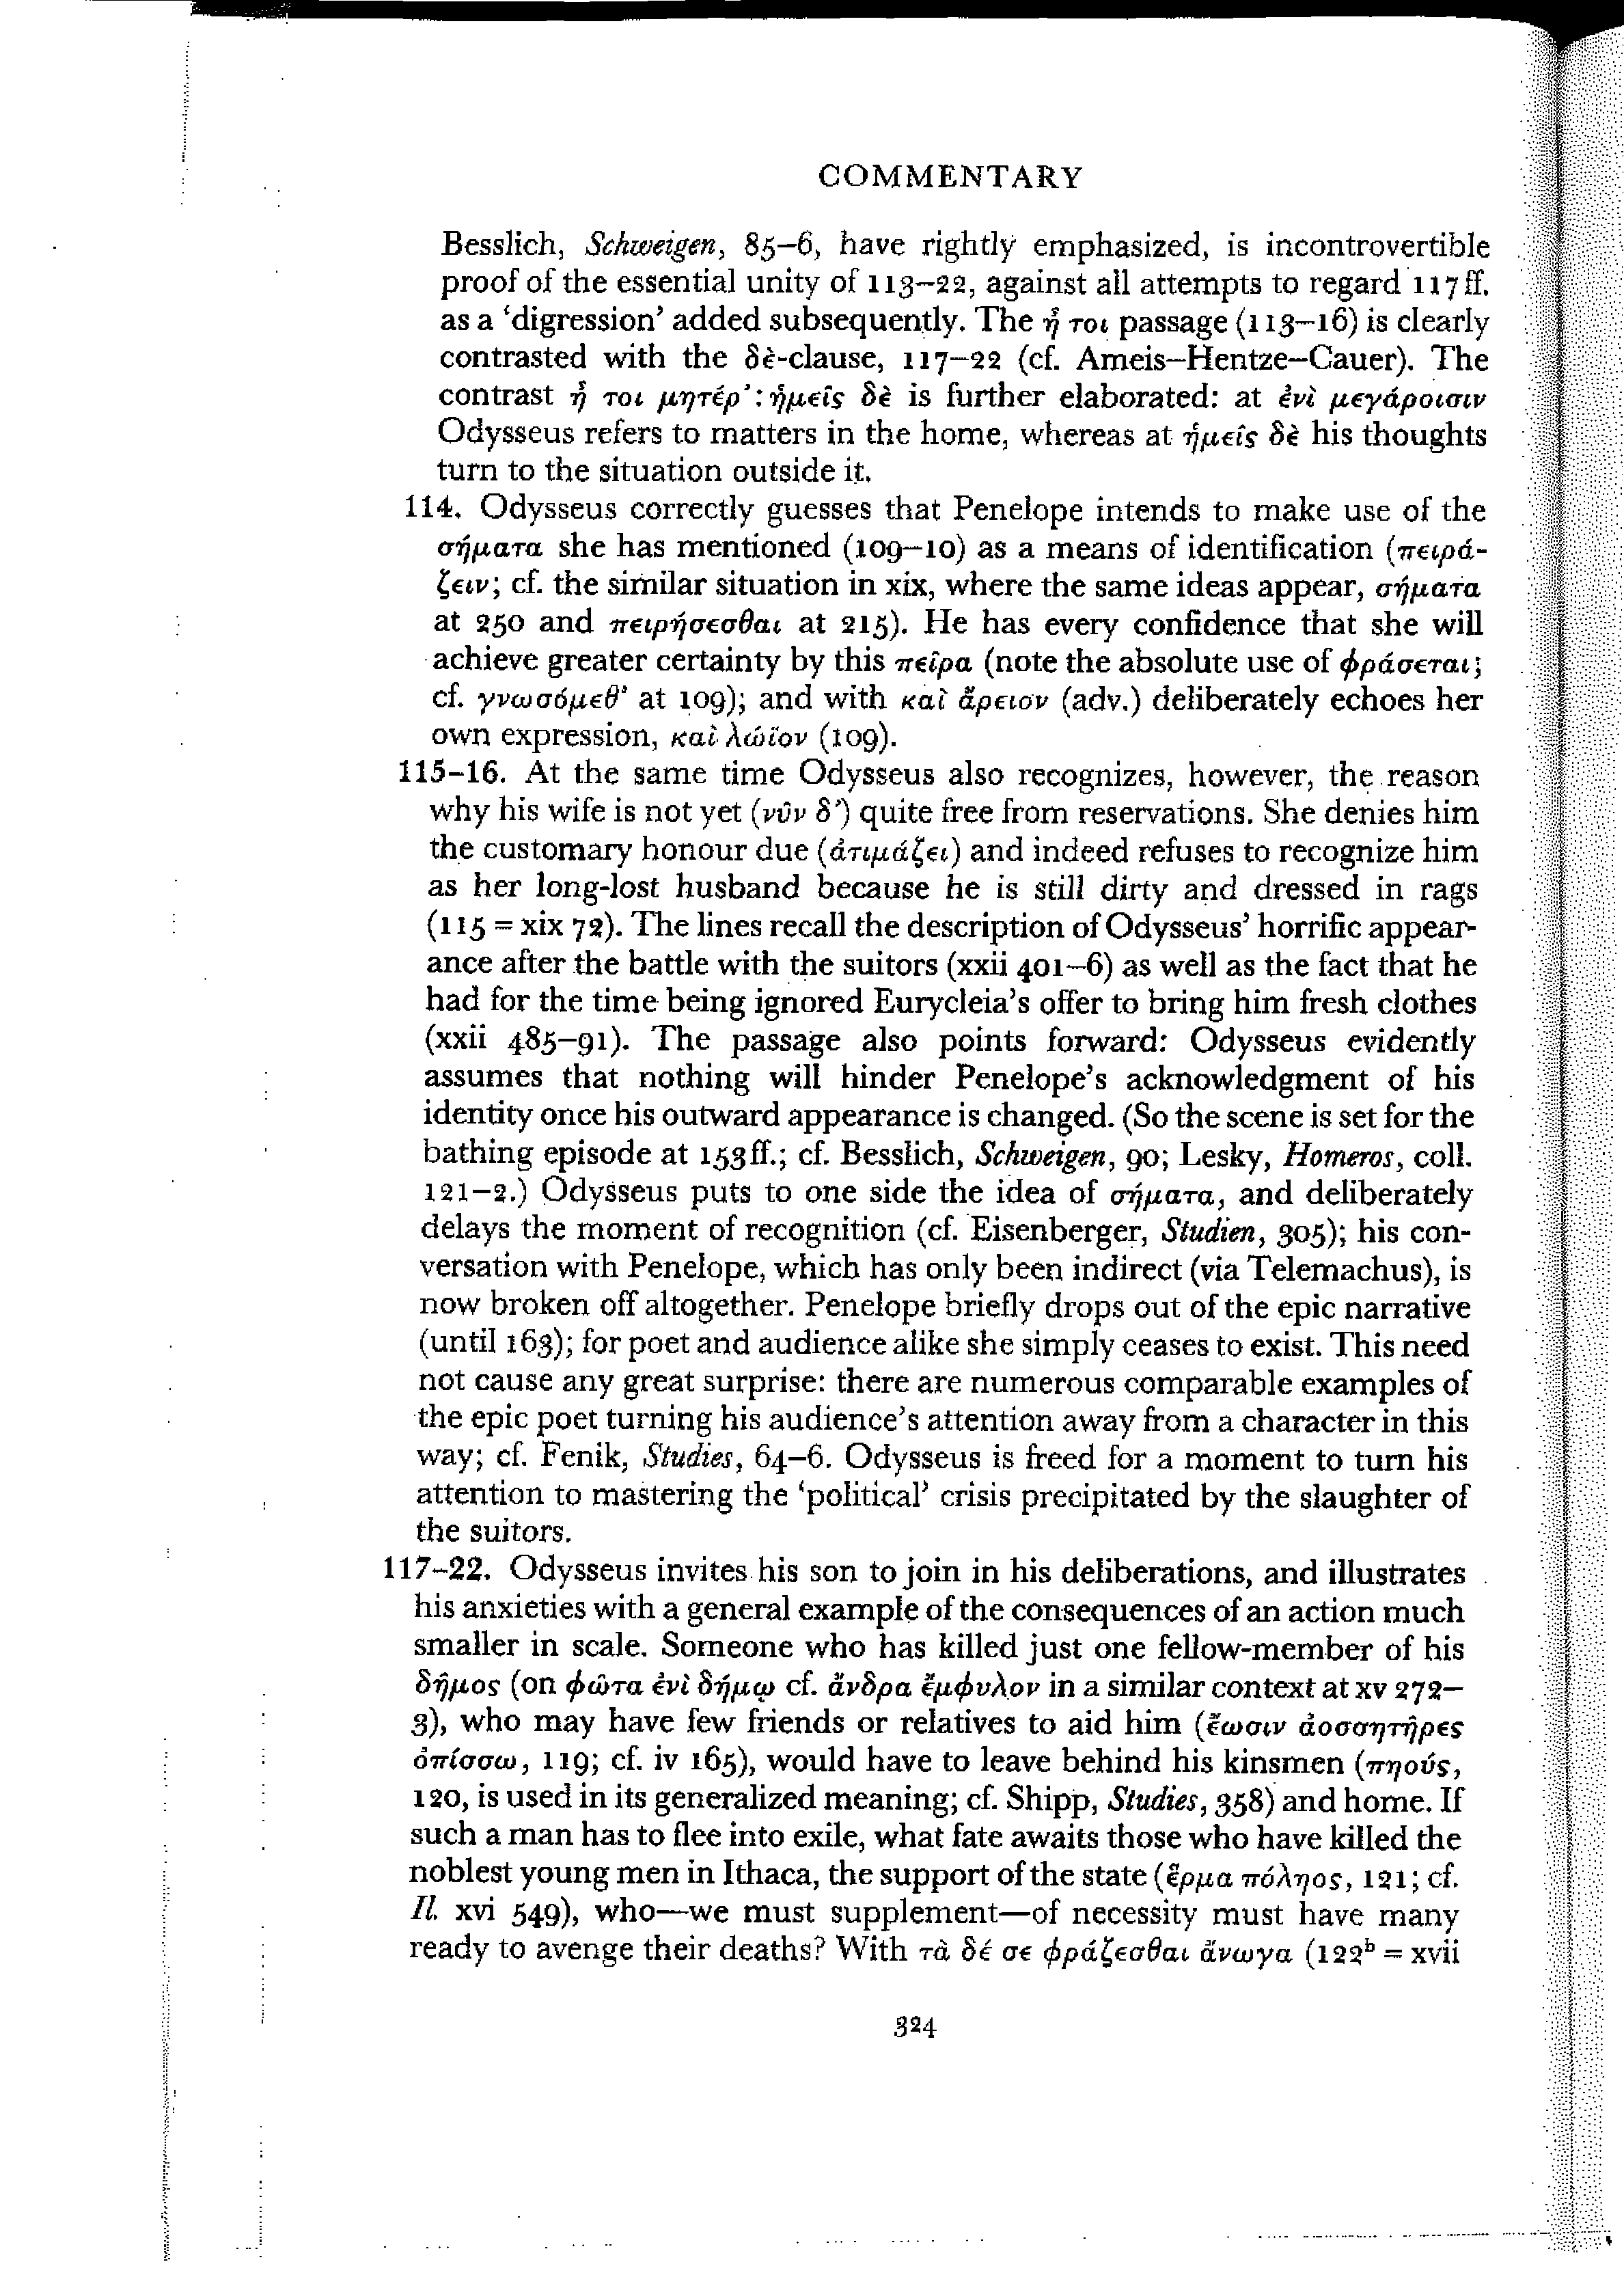 COMMENTARY
Besslich, Schweigen, 85–6, have rightly emphasized, is incontrovertible
proof of the essential unity of 113–22, against all attempts to regard 117 ff.
as a ‘digression’ added subsequently. The ἦ τοι passage (113–16) is clearly
contrasted with the δὲ-clause, 117–22 (cf. Ameis–Hentze–Cauer). The
contrast ἦ τοι μητέρ’: ἡμεῖς δὲ is further elaborated: at ἐνὶ μεγάροισιν
Odysseus refers to matters in the home, whereas at ἡμεῖς δὲ his thoughts
turn to the situation outside it.
114. Odysseus correctly guesses that Penelope intends to make use of the
σήματα she has mentioned (109–10) as a means of identification (πειρά-
ζειν; cf. the similar situation in xix, where the same ideas appear, σήματα
at 250 and πειρήσεσθαι at 215). He has every confidence that she will
achieve greater certainty by this πεῖρα (note the absolute use of φράσεται;
cf. γνωσόμεθ’ at 109); and with καὶ ἄρειον (adv.) deliberately echoes her
own expression, καὶ λώϊον (109).
115–16. At the same time Odysseus also recognizes, however, the reason
why his wife is not yet (νῦν δ’) quite free from reservations. She denies him
the customary honour due (ἀτιμάζει) and indeed refuses to recognize him
as her long-lost husband because he is still dirty and dressed in rags
(115 = xix 72). The lines recall the description of Odysseus’ horrific appear-
ance after the battle with the suitors (xxii 401–6) as well as the fact that he
had for the time being ignored Eurycleia’s offer to bring him fresh clothes
(xxii 485–91). The passage also points forward: Odysseus evidently
assumes that nothing will hinder Penelope’s acknowledgment of his
identity once his outward appearance is changed. (So the scene is set for the
bathing episode at 153 ff.; cf. Besslich, Schweigen, 90; Lesky, Homeros, coll.
121–2.) Odysseus puts to one side the idea of σήματα, and deliberately
delays the moment of recognition (cf. Eisenberger, Studien, 305); his con-
versation with Penelope, which has only been indirect (via Telemachus), is
now broken off altogether. Penelope briefly drops out of the epic narrative
(until 163); for poet and audience alike she simply ceases to exist. This need
not cause any great surprise: there are numerous comparable examples of
the epic poet turning his audience’s attention away from a character in this
way; cf. Fenik, Studies, 64–6. Odysseus is freed for a moment to turn his
attention to mastering the ‘political’ crisis precipitated by the slaughter of
the suitors.
117–22. Odysseus invites his son to join in his deliberations, and illustrates
his anxieties with a general example of the consequences of an action much
smaller in scale. Someone who has killed just one fellow-member of his
δῆμος (on φῶτα ἐνὶ δήμῳ cf. ἄνδρα ἔμφυλον in a similar context at xv 272–
3), who may have few friends or relatives to aid him (ἔωσιν ἀοσσητῆρες
ὀπίσσω, 119; cf. iv 165), would have to leave behind his kinsmen (πηούς,
120, is used in its generalized meaning; cf. Shipp, Studies, 358) and home. If
such a man has to flee into exile, what fate awaits those who have killed the
noblest young men in Ithaca, the support of the state (ἕρμα πόληος, 121; cf.
Il. xvi 549), who—we must supplement—of necessity must have many
ready to avenge their deaths? With τὰ δέ σε φράζεσθαι ἄνωγα (122ᵇ = xvii
324